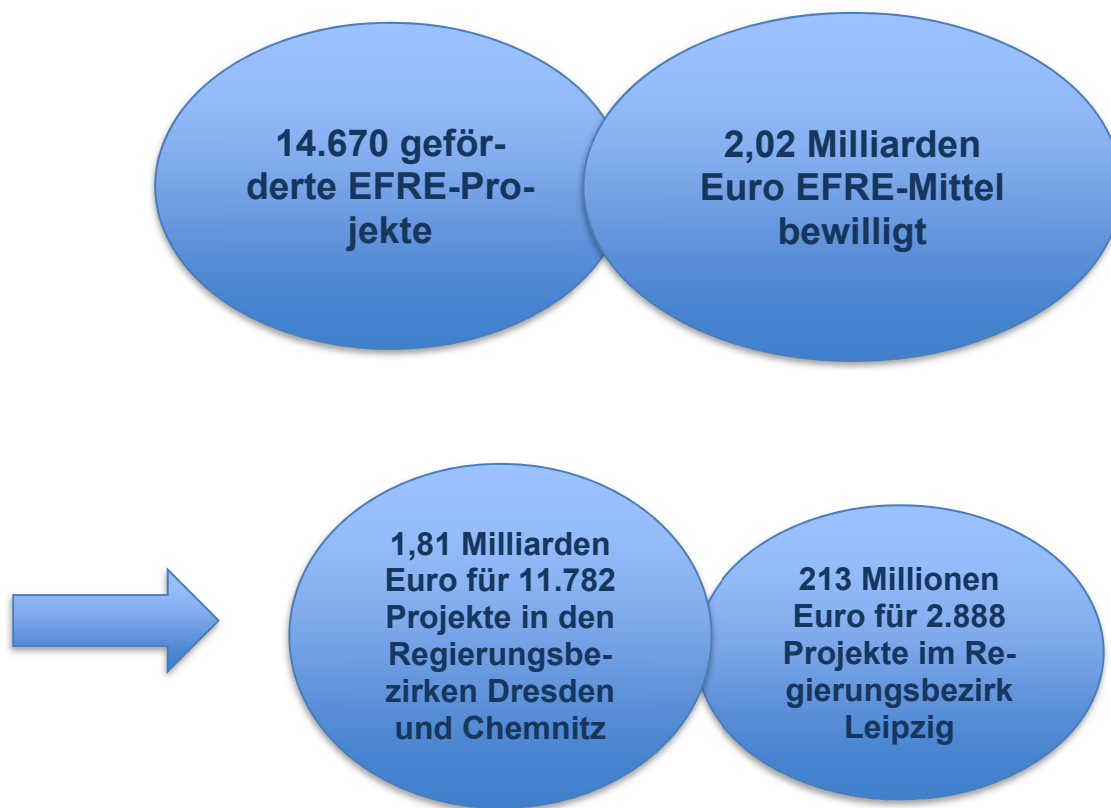 14.670 geför-
derte EFRE-Pro-
jekte
2,02 Milliarden
Euro EFRE-Mittel
bewilligt
1,81 Milliarden
Euro für 11.782
Projekte in den
Regierungsbe-
zirken Dresden
und Chemnitz
213 Millionen
Euro für 2.888
Projekte im Re-
gierungsbezirk
Leipzig